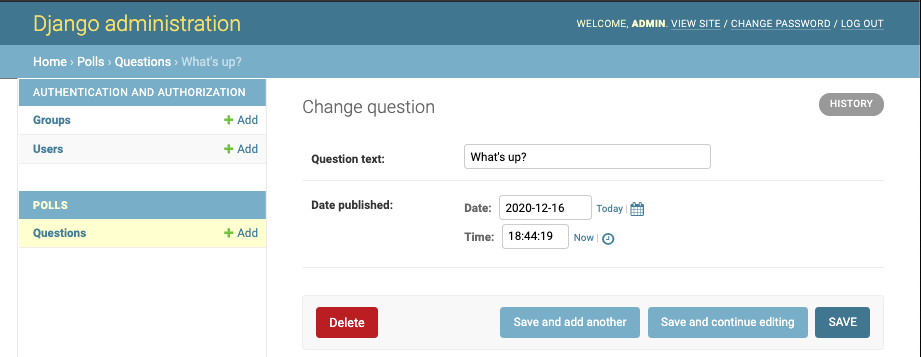 Django administration
WELCOME, ADMIN. VIEW SITE / CHANGE PASSWORD / LOG OUT
Home › Polls › Questions › What's up?
AUTHENTICATION AND AUTHORIZATION
Groups + Add
Users + Add
POLLS
Questions + Add
Change question
HISTORY
Question text: What's up?
Date published: Date: 2020-12-16 Today |
Time: 18:44:19 Now |
Delete Save and add another Save and continue editing SAVE